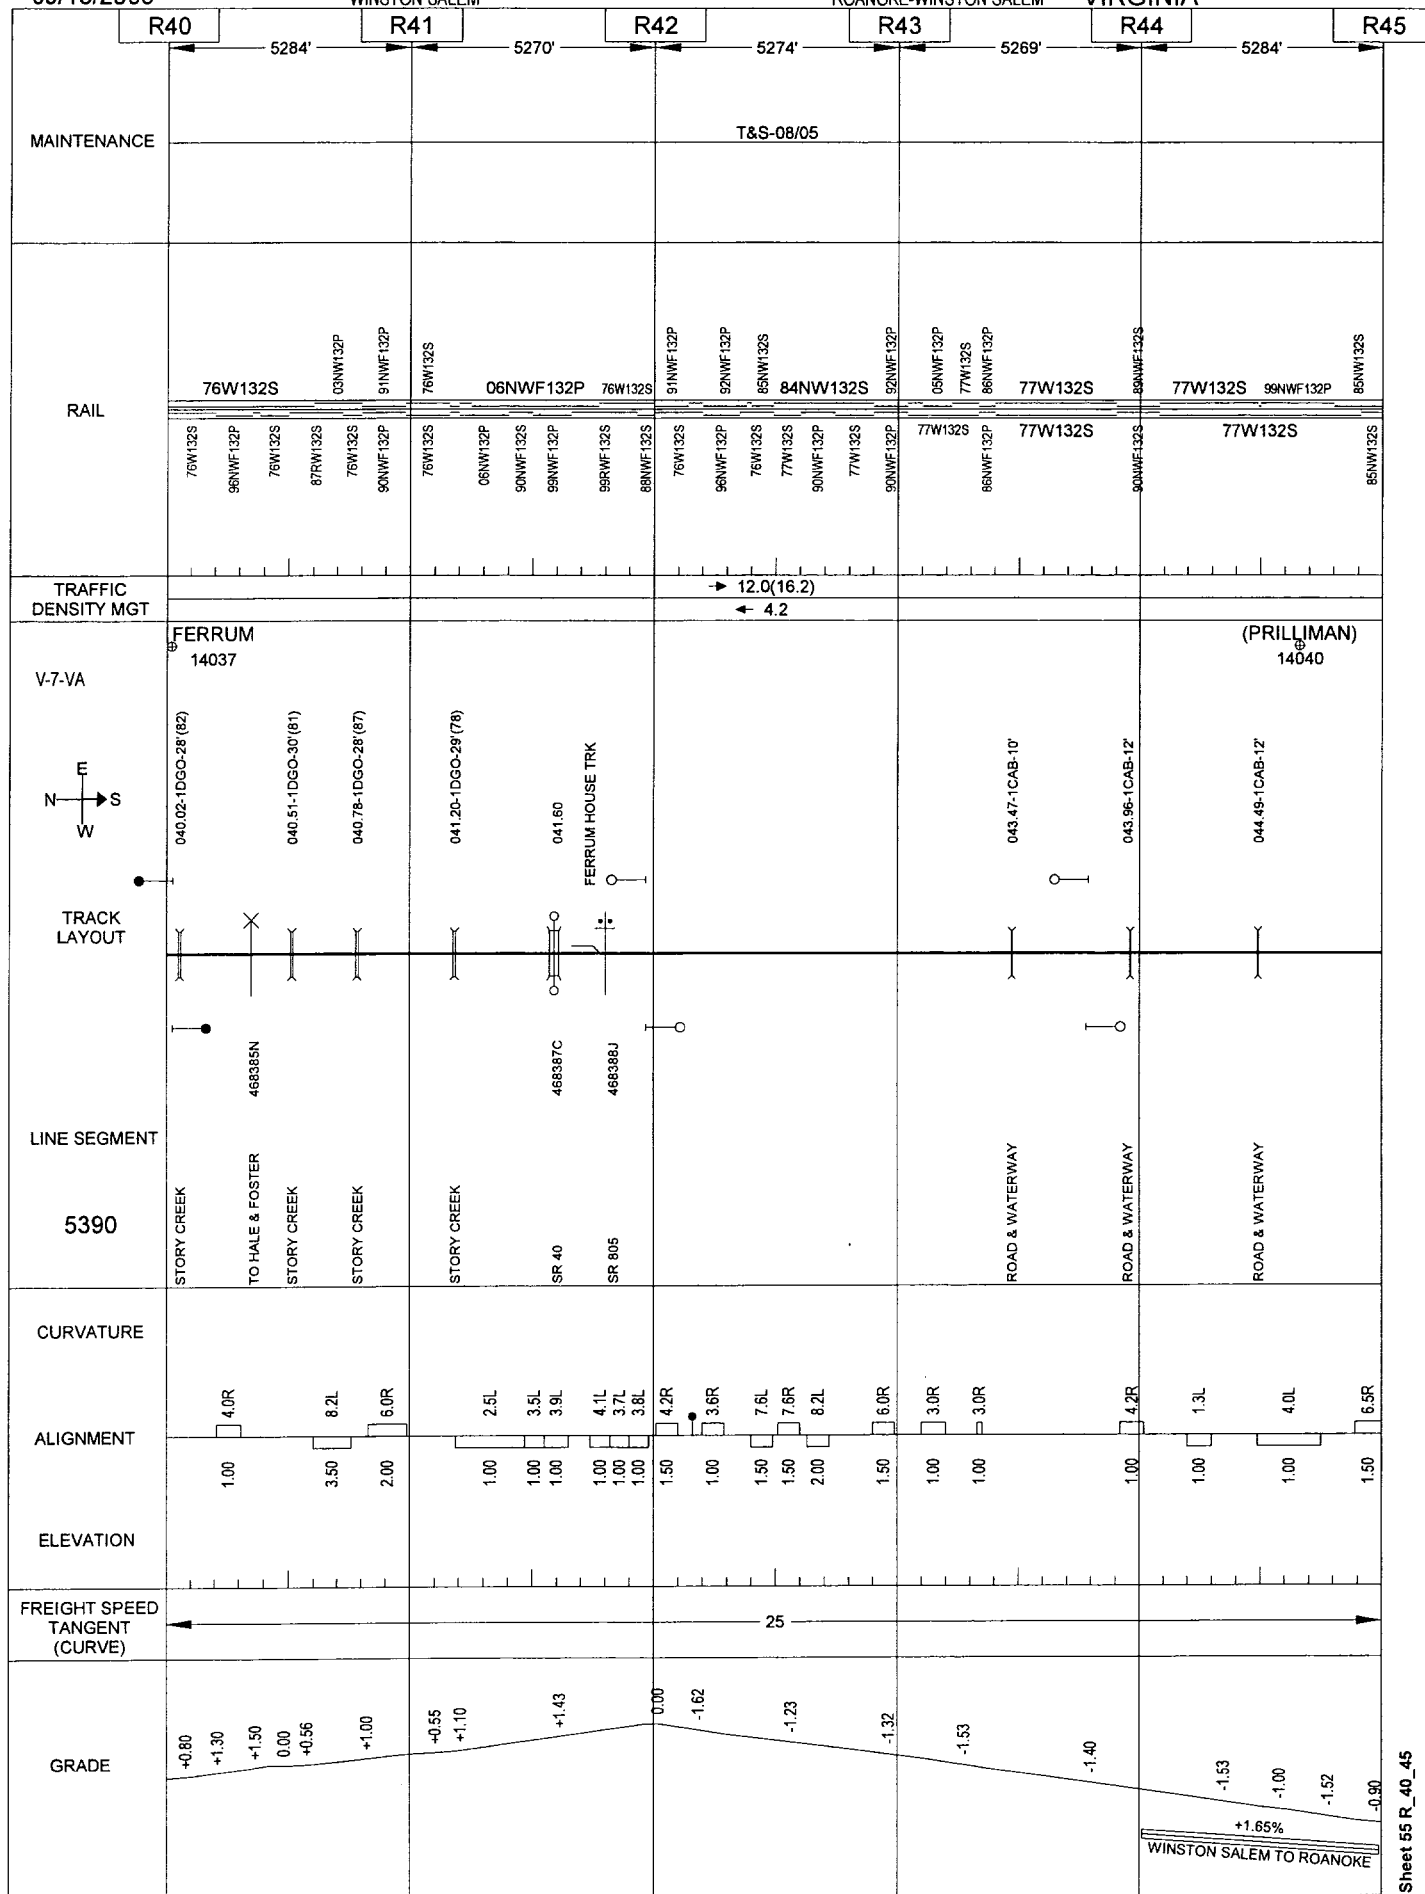 WINSTON SALEM ROANOKE-WINSTON SALEM VIRGINIA
R40 R41 R42 R43 R44 R45
5284' 5270' 5274' 5269' 5284'
MAINTENANCE
T&S-08/05
RAIL
76W132S 03NW132P 91NWF132P 76W132S 06NWF132P 76W132S 91NWF132P 92NWF132P 85NW132S 84NW132S 92NWF132P 05NW132P 77W132S 86NWF132P 77W132S 89NWF132S 77W132S 99NWF132P 85NW132S
76W132S 96NWF132P 76W132S 87RW132S 76W132S 90NWF132P 76W132S 06NW132P 90NWF132S 99NWF132P 99RWF132S 88NWF132S 76W132S 96NWF132P 76W132S 77W132S 90NWF132P 77W132S 90NWF132P 77W132S 86NWF132P 77W132S 90NWF132S 77W132S 85NW132S
TRAFFIC
DENSITY MGT
12.0(16.2)
4.2
FERRUM
14037
(PRILLIMAN)
14040
V-7-VA
E
N S
W
040.02-1DGO-28'(82)
040.51-1DGO-30'(81)
040.78-1DGO-28'(87)
041.20-1DGO-29'(78)
041.60
FERRUM HOUSE TRK
043.47-1CAB-10'
043.96-1CAB-12'
044.49-1CAB-12'
TRACK
LAYOUT
468385N
468387C
468388J
LINE SEGMENT
5390
STORY CREEK
TO HALE & FOSTER
STORY CREEK
STORY CREEK
STORY CREEK
SR 40
SR 805
ROAD & WATERWAY
ROAD & WATERWAY
ROAD & WATERWAY
CURVATURE
4.0R 8.2L 6.0R 2.5L 3.5L 3.9L 4.1L 3.7L 3.8L 4.2R 3.6R 7.6L 7.6R 8.2L 6.0R 3.0R 3.0R 4.2R 1.3L 4.0L 6.5R
ALIGNMENT
1.00 3.50 2.00 1.00 1.00 1.00 1.00 1.00 1.00 1.50 1.00 1.50 1.50 2.00 1.50 1.00 1.00 1.00 1.00 1.00 1.50
ELEVATION
FREIGHT SPEED
TANGENT
(CURVE)
25
GRADE
+0.80 +1.30 +1.50 0.00 +0.56 +1.00 +0.55 +1.10 +1.43 0.00 -1.62 -1.23 -1.32 -1.53 -1.40 -1.53 -1.00 -1.52 -0.90
+1.65%
WINSTON SALEM TO ROANOKE
Sheet 55 R_40_45